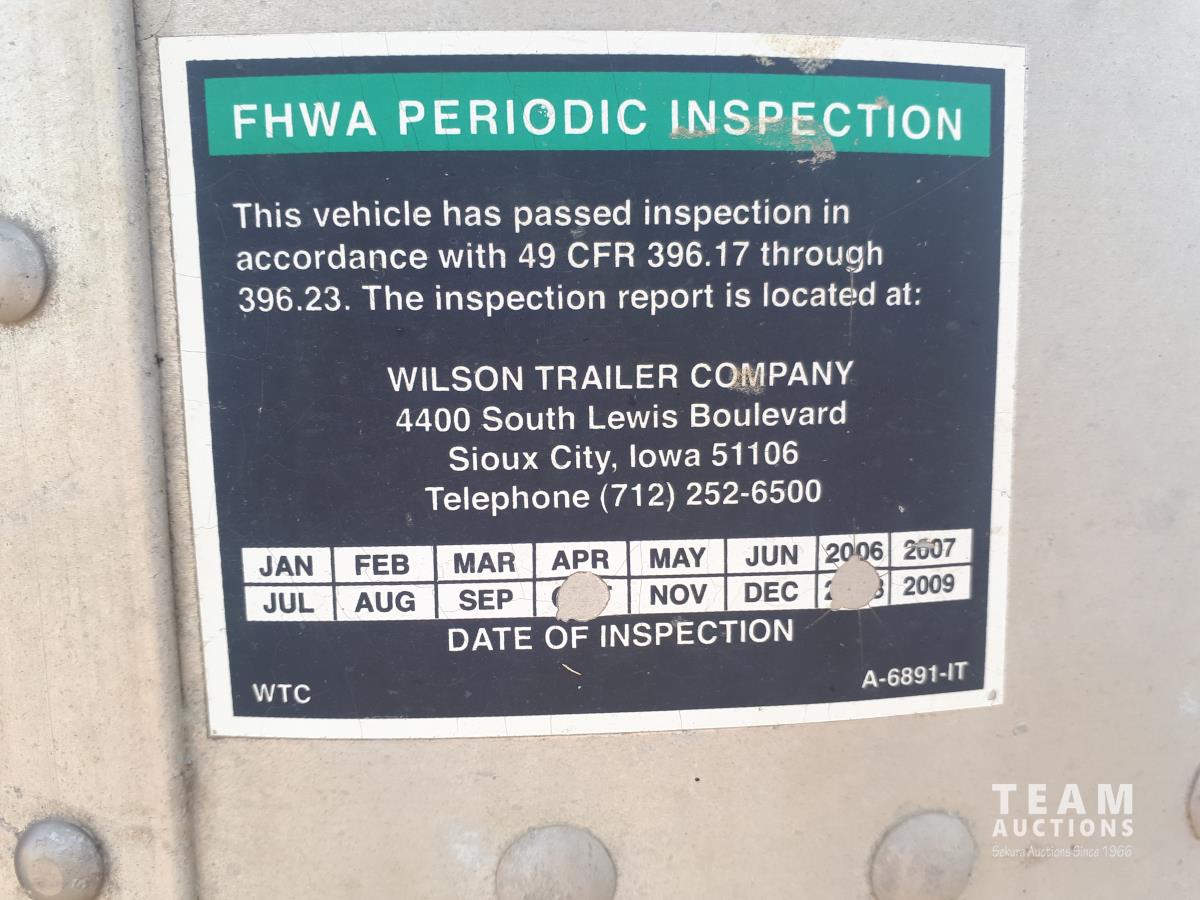 FHWA PERIODIC INSPECTION
This vehicle has passed inspection in
accordance with 49 CFR 396.17 through
396.23. The inspection report is located at:
WILSON TRAILER COMPANY
4400 South Lewis Boulevard
Sioux City, Iowa 51106
Telephone (712) 252-6500
JAN FEB MAR APR MAY JUN 2006 2007
JUL AUG SEP NOV DEC 2009
DATE OF INSPECTION
WTC A-6891-IT
TEAM
AUCTIONS
Sekura Auctions Since 1966